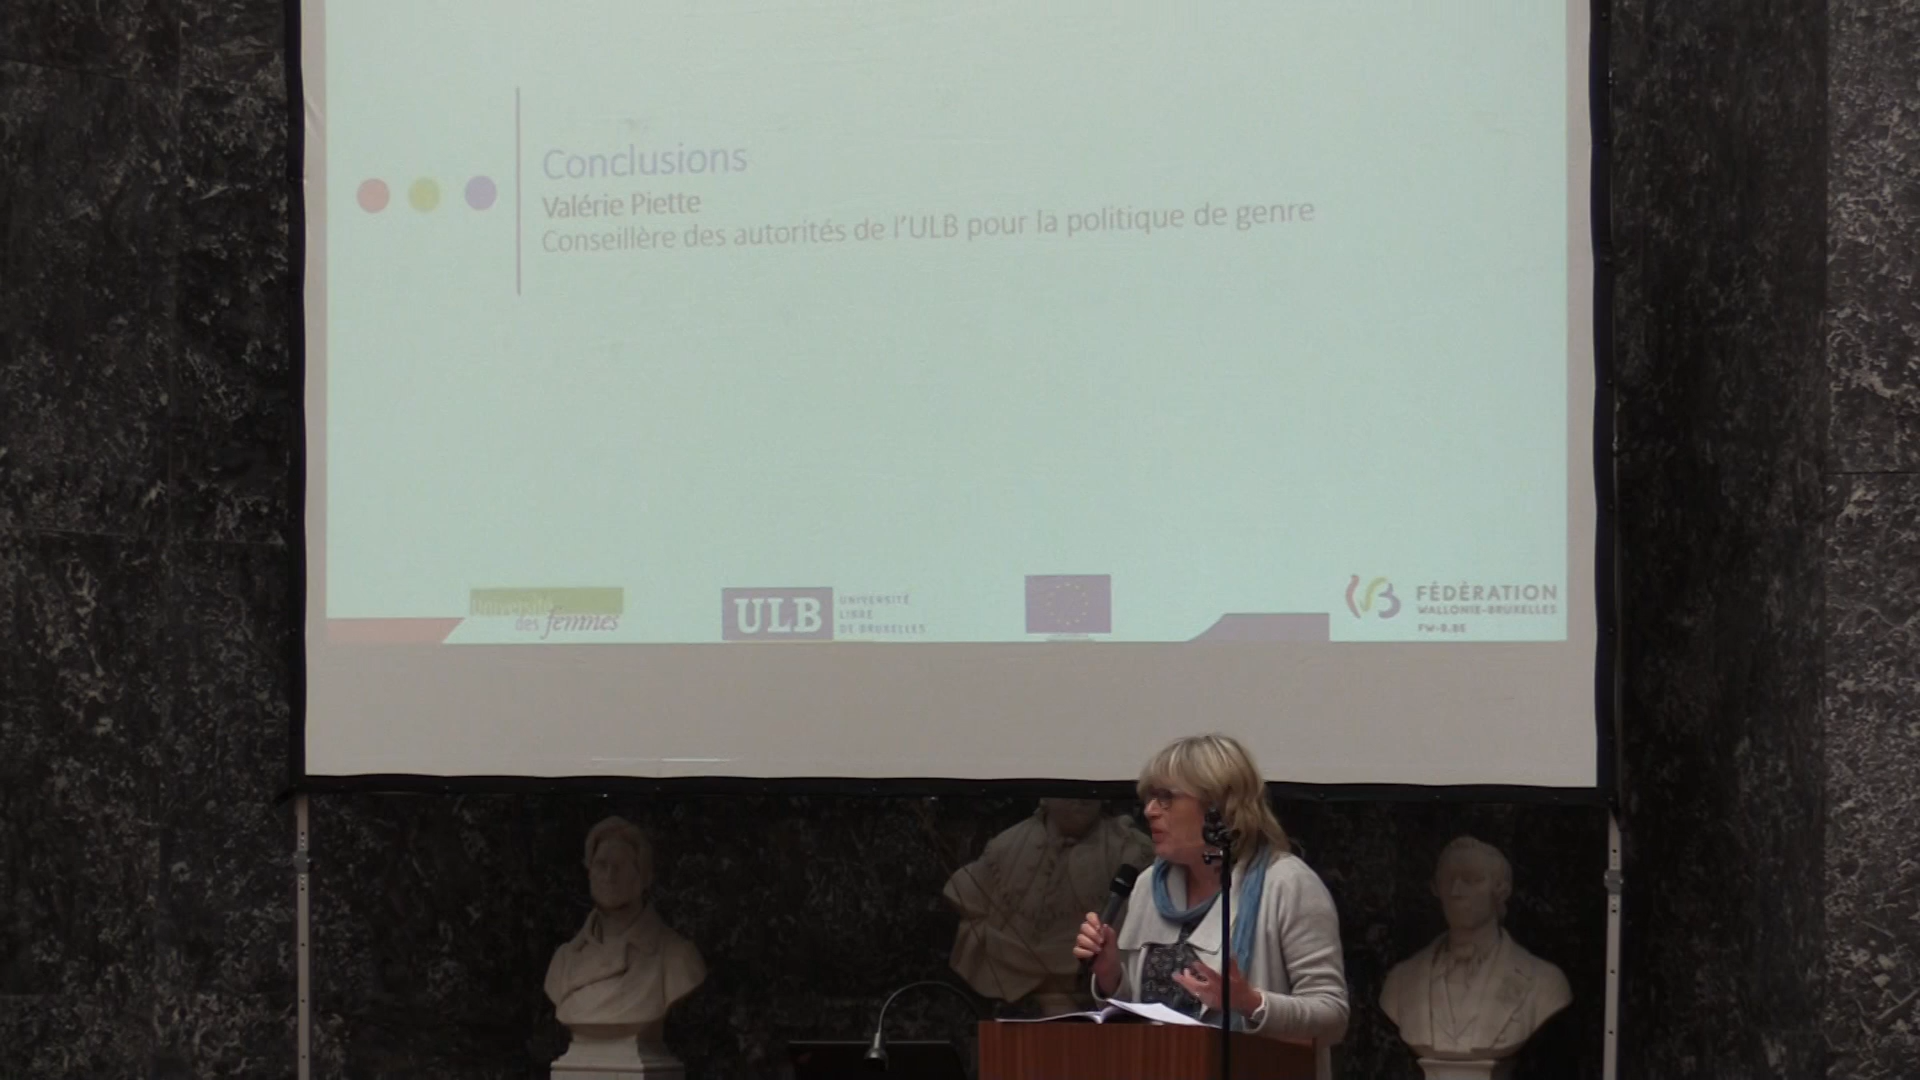 Conclusions
Valérie Piette
Conseillère des autorités de l'ULB pour la politique de genre
Université
des femmes
ULB
UNIVERSITÉ
LIBRE
DE BRUXELLES
FÉDÉRATION
WALLONIE-BRUXELLES
FW-B.BE